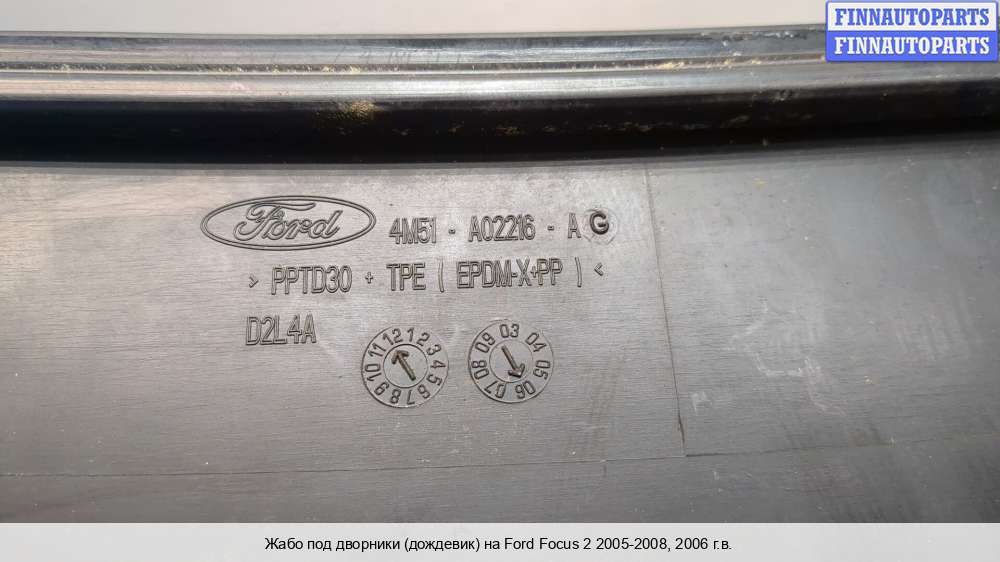 FINNAUTOPARTS
FINNAUTOPARTS
Ford 4M51 - A02216 - A G
> PPTD30 + TPE ( EPDM-X+PP ) <
D2L4A
12 1 2 3 4 5 6 7 8 9 10 11
03 04 05 06 07 08 09
Жабо под дворники (дождевик) на Ford Focus 2 2005-2008, 2006 г.в.